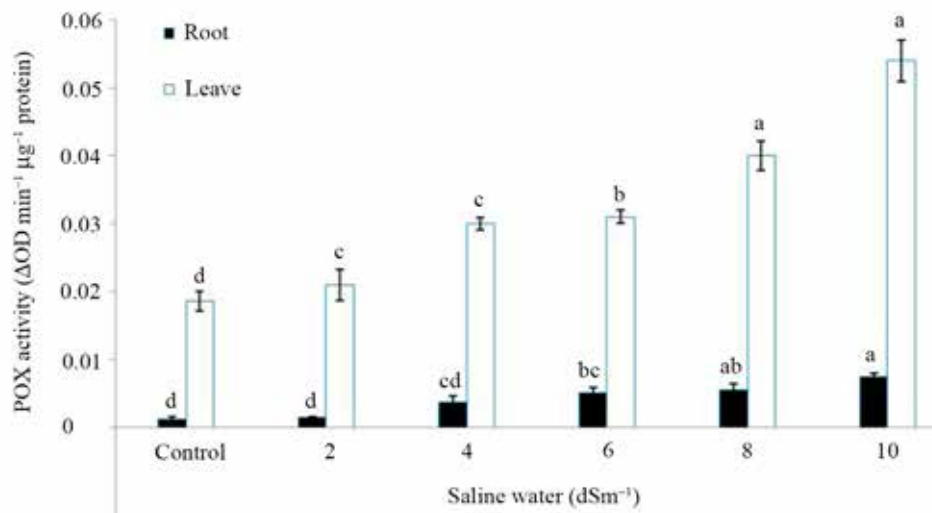 POX activity (ΔOD min⁻¹ µg⁻¹ protein)
0.06
0.05
0.04
0.03
0.02
0.01
0
Root
Leave
d
d
d
c
cd
c
bc
b
ab
a
a
a
Control
2
4
6
8
10
Saline water (dSm⁻¹)